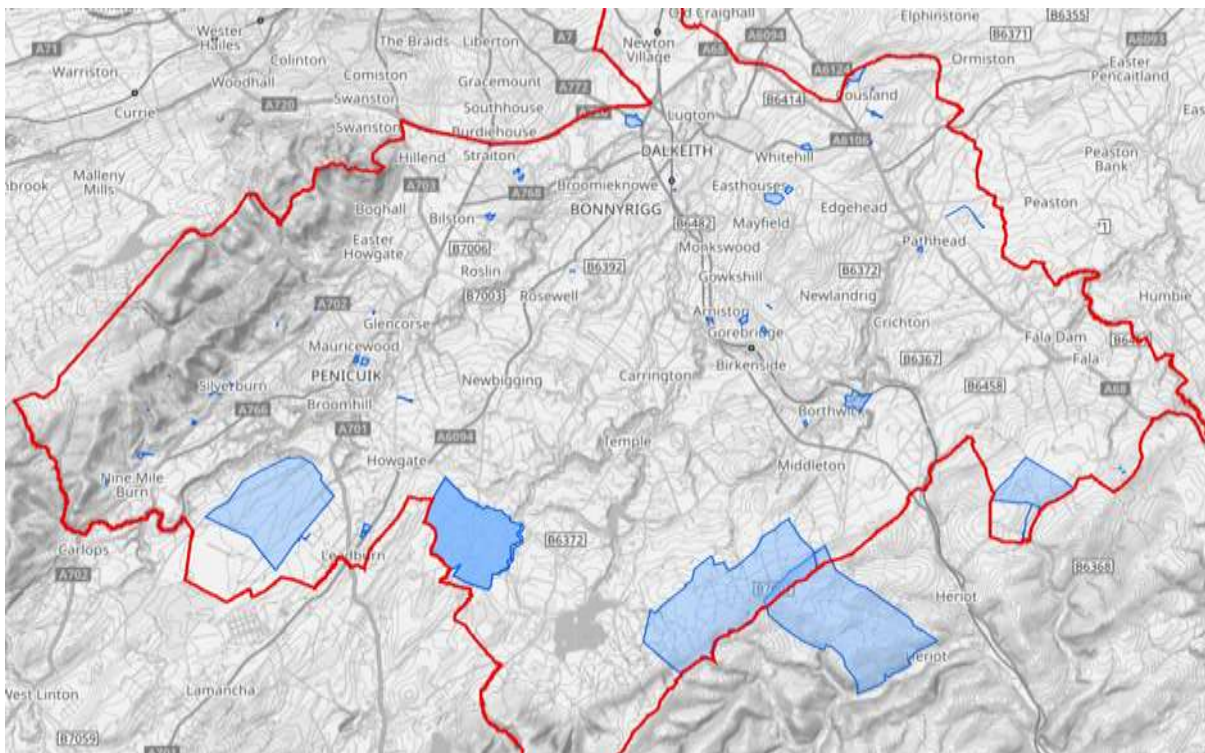 Old Craighall
Elphinstone
B6355
Wester
Hailes
A71
The Braids
Liberton
A7
Newton
Village
A68
A6094
B6371
A6093
Colinton
Warriston
Woodhall
Comiston
Gracemount
A6124
Ormiston
Easter
Pencaitland
A720
Swanston
A772
Cousland
Currie
Southhouse
B6414
Lugton
Swanston
Burdiehouse
Hillend
Straiton
DALKEITH
Whitehill
A6106
Malleny
Mills
A703
A768
Broomieknowe
Easthouses
Peaston
Bank
Boghall
Bilston
BONNYRIGG
B6482
Mayfield
Edgehead
Peaston
Easter
Howgate
B7006
Monkswood
Pathhead
Roslin
B6392
Gowkshill
B6372
A702
B7003
Rosewell
Newlandrig
Humbie
Glencorse
Arniston
Crichton
Mauricewood
Gorebridge
Fala Dam
Fala
PENICUIK
Newbigging
Carrington
Birkenside
B6367
Silverburn
B6458
A68
A766
Broomhill
Borthwick
A701
A6094
Temple
Howgate
Middleton
Nine Mile
Burn
Carlops
Leadburn
B6372
A702
B6368
Heriot
Heriot
West Linton
Lamancha
B7059